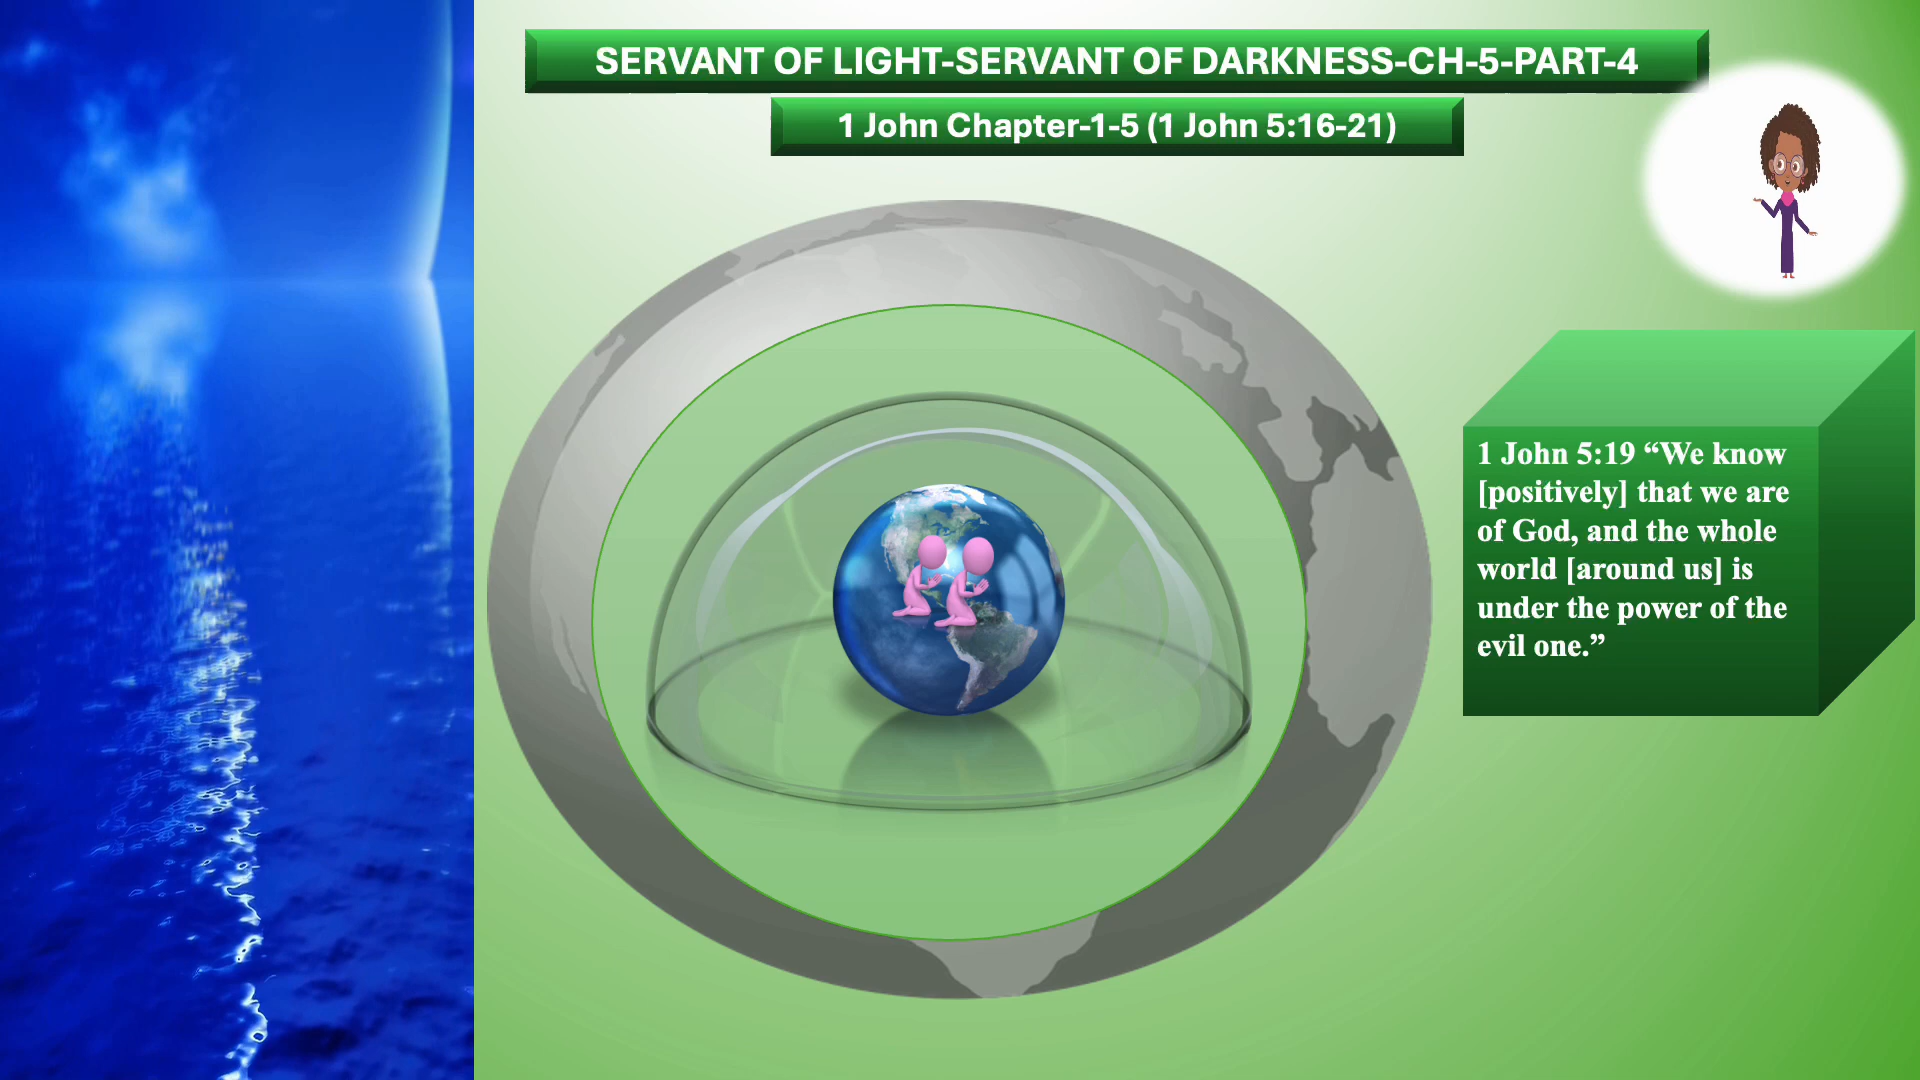 SERVANT OF LIGHT-SERVANT OF DARKNESS-CH-5-PART-4
1 John Chapter-1-5 (1 John 5:16-21)
1 John 5:19 “We know
[positively] that we are
of God, and the whole
world [around us] is
under the power of the
evil one.”